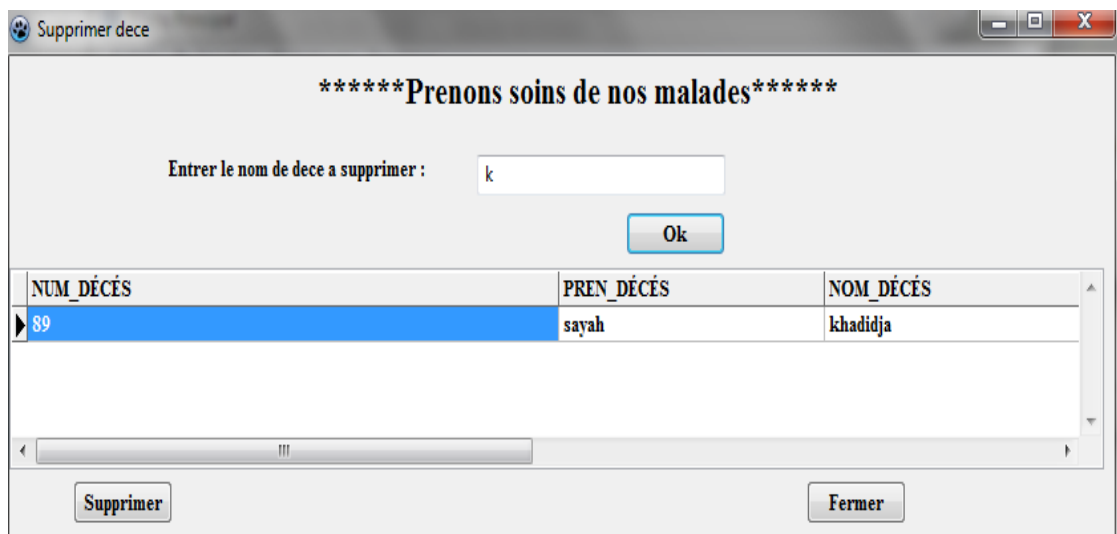 Supprimer dece
******Prenons soins de nos malades******
Entrer le nom de dece a supprimer :
k
Ok
NUM_DÉCÉS PREN_DÉCÉS NOM_DÉCÉS
89 sayah khadidja
Supprimer Fermer